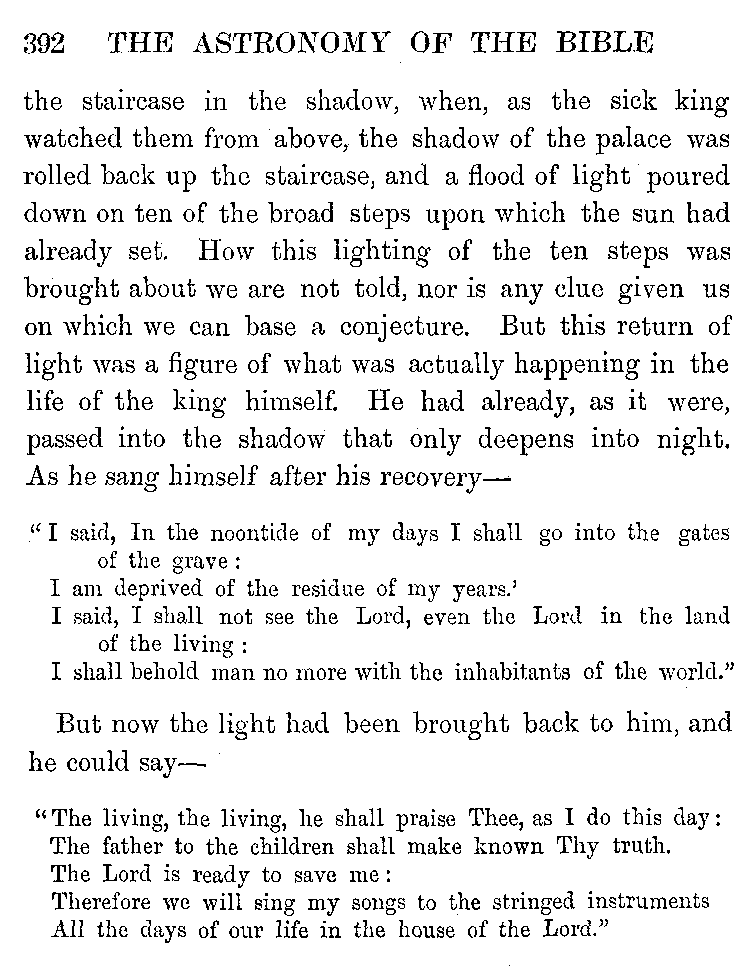 392 THE ASTRONOMY OF THE BIBLE
the staircase in the shadow, when, as the sick king
watched them from above, the shadow of the palace was
rolled back up the staircase, and a flood of light poured
down on ten of the broad steps upon which the sun had
already set. How this lighting of the ten steps was
brought about we are not told, nor is any clue given us
on which we can base a conjecture. But this return of
light was a figure of what was actually happening in the
life of the king himself. He had already, as it were,
passed into the shadow that only deepens into night.
As he sang himself after his recovery—
“I said, In the noontide of my days I shall go into the gates
of the grave:
I am deprived of the residue of my years.'
I said, I shall not see the Lord, even the Lord in the land
of the living:
I shall behold man no more with the inhabitants of the world.”
But now the light had been brought back to him, and
he could say—
“The living, the living, he shall praise Thee, as I do this day:
The father to the children shall make known Thy truth.
The Lord is ready to save me:
Therefore we will sing my songs to the stringed instruments
All the days of our life in the house of the Lord.”